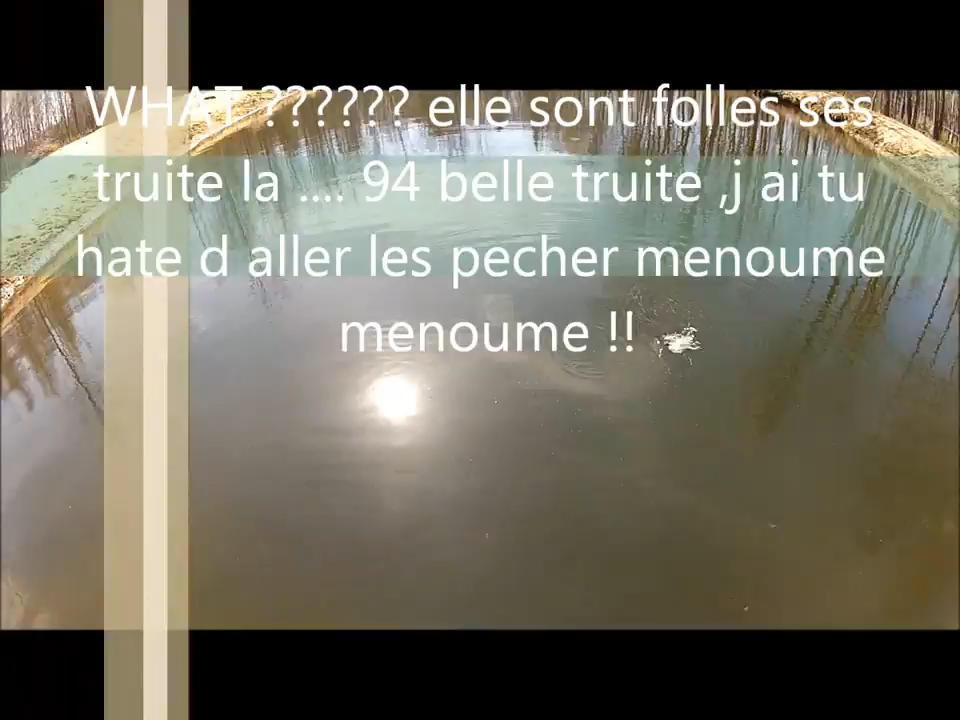 WHAT ?????? elle sont folles ses
truite la .... 94 belle truite ,j ai tu
hate d aller les pecher menoume
menoume !!